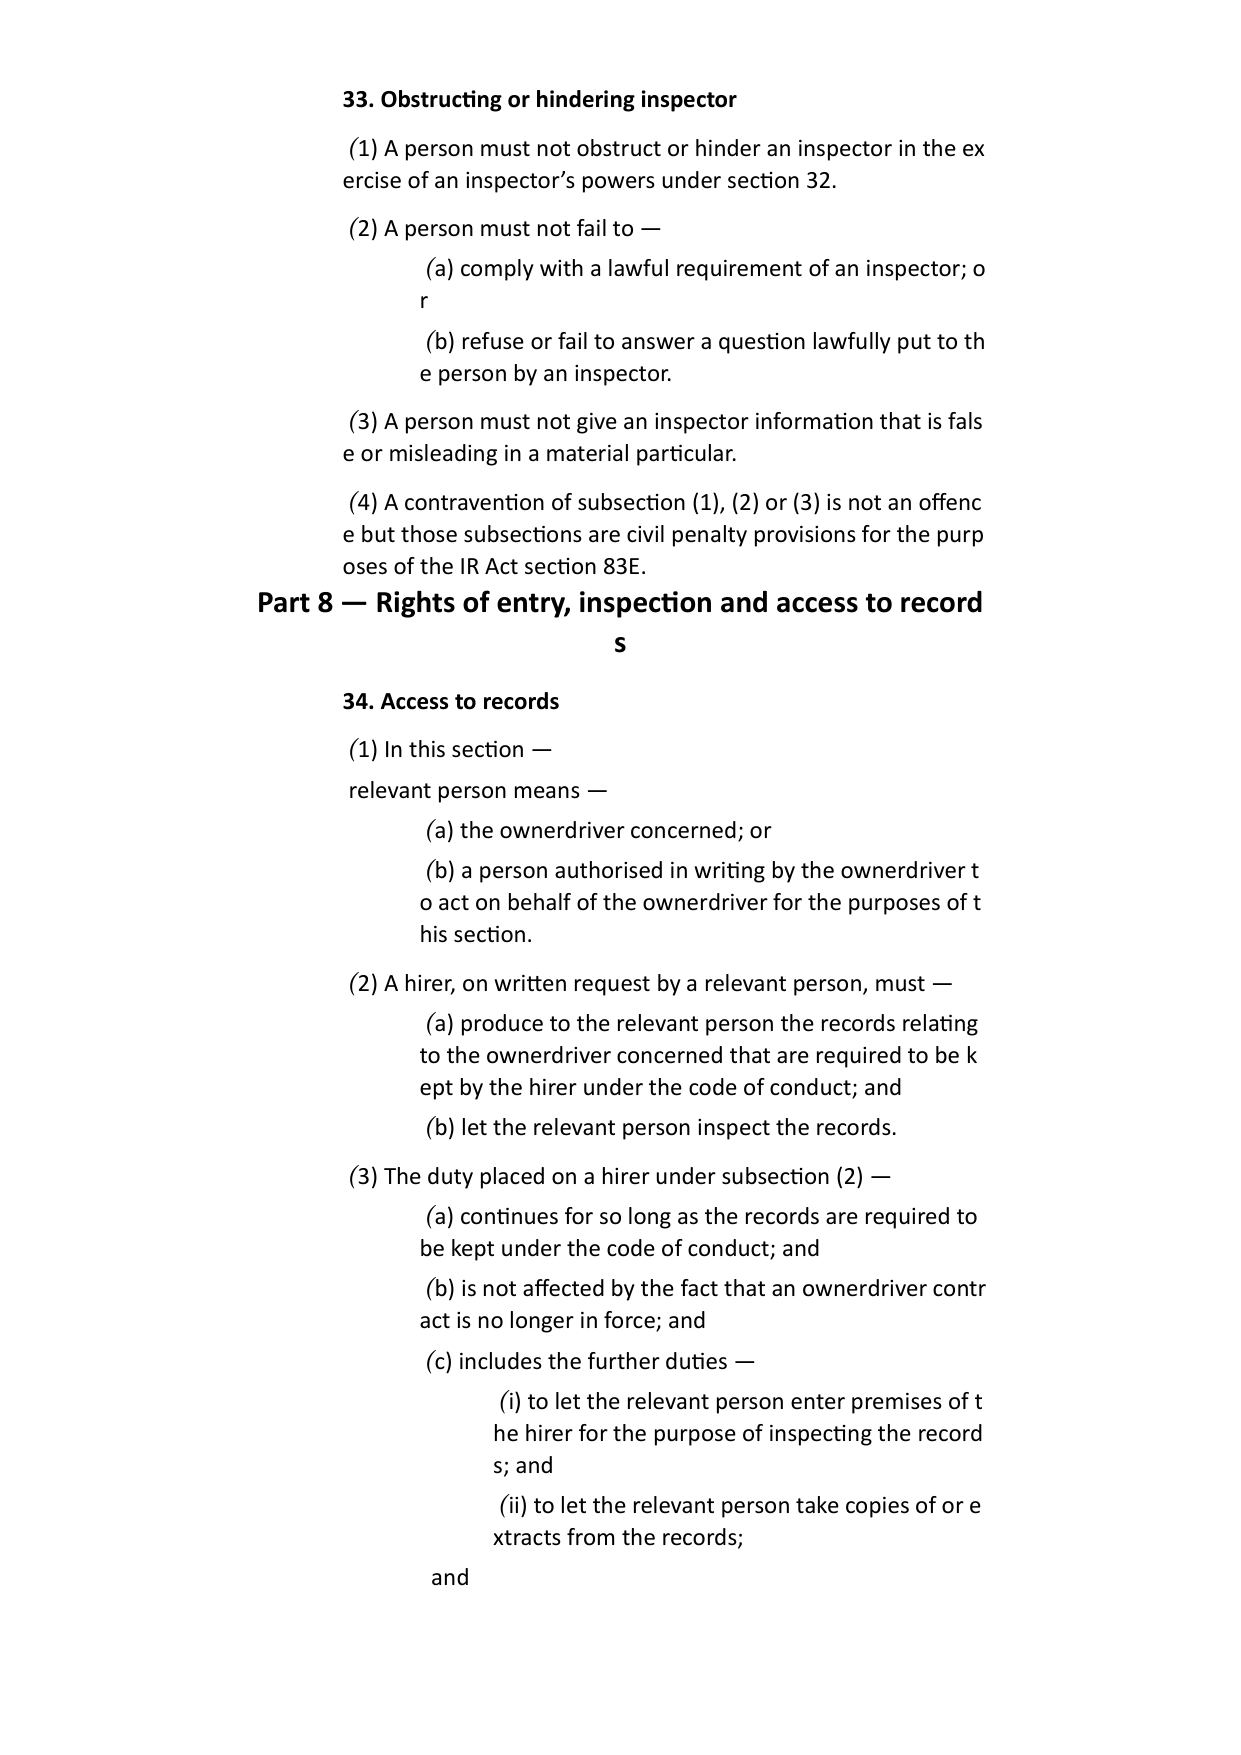 33. Obstructing or hindering inspector
(1) A person must not obstruct or hinder an inspector in the ex
ercise of an inspector’s powers under section 32.
(2) A person must not fail to —
(a) comply with a lawful requirement of an inspector; o
r
(b) refuse or fail to answer a question lawfully put to th
e person by an inspector.
(3) A person must not give an inspector information that is fals
e or misleading in a material particular.
(4) A contravention of subsection (1), (2) or (3) is not an offenc
e but those subsections are civil penalty provisions for the purp
oses of the IR Act section 83E.
Part 8 — Rights of entry, inspection and access to record
s
34. Access to records
(1) In this section —
relevant person means —
(a) the ownerdriver concerned; or
(b) a person authorised in writing by the ownerdriver t
o act on behalf of the ownerdriver for the purposes of t
his section.
(2) A hirer, on written request by a relevant person, must —
(a) produce to the relevant person the records relating
to the ownerdriver concerned that are required to be k
ept by the hirer under the code of conduct; and
(b) let the relevant person inspect the records.
(3) The duty placed on a hirer under subsection (2) —
(a) continues for so long as the records are required to
be kept under the code of conduct; and
(b) is not affected by the fact that an ownerdriver contr
act is no longer in force; and
(c) includes the further duties —
(i) to let the relevant person enter premises of t
he hirer for the purpose of inspecting the record
s; and
(ii) to let the relevant person take copies of or e
xtracts from the records;
and